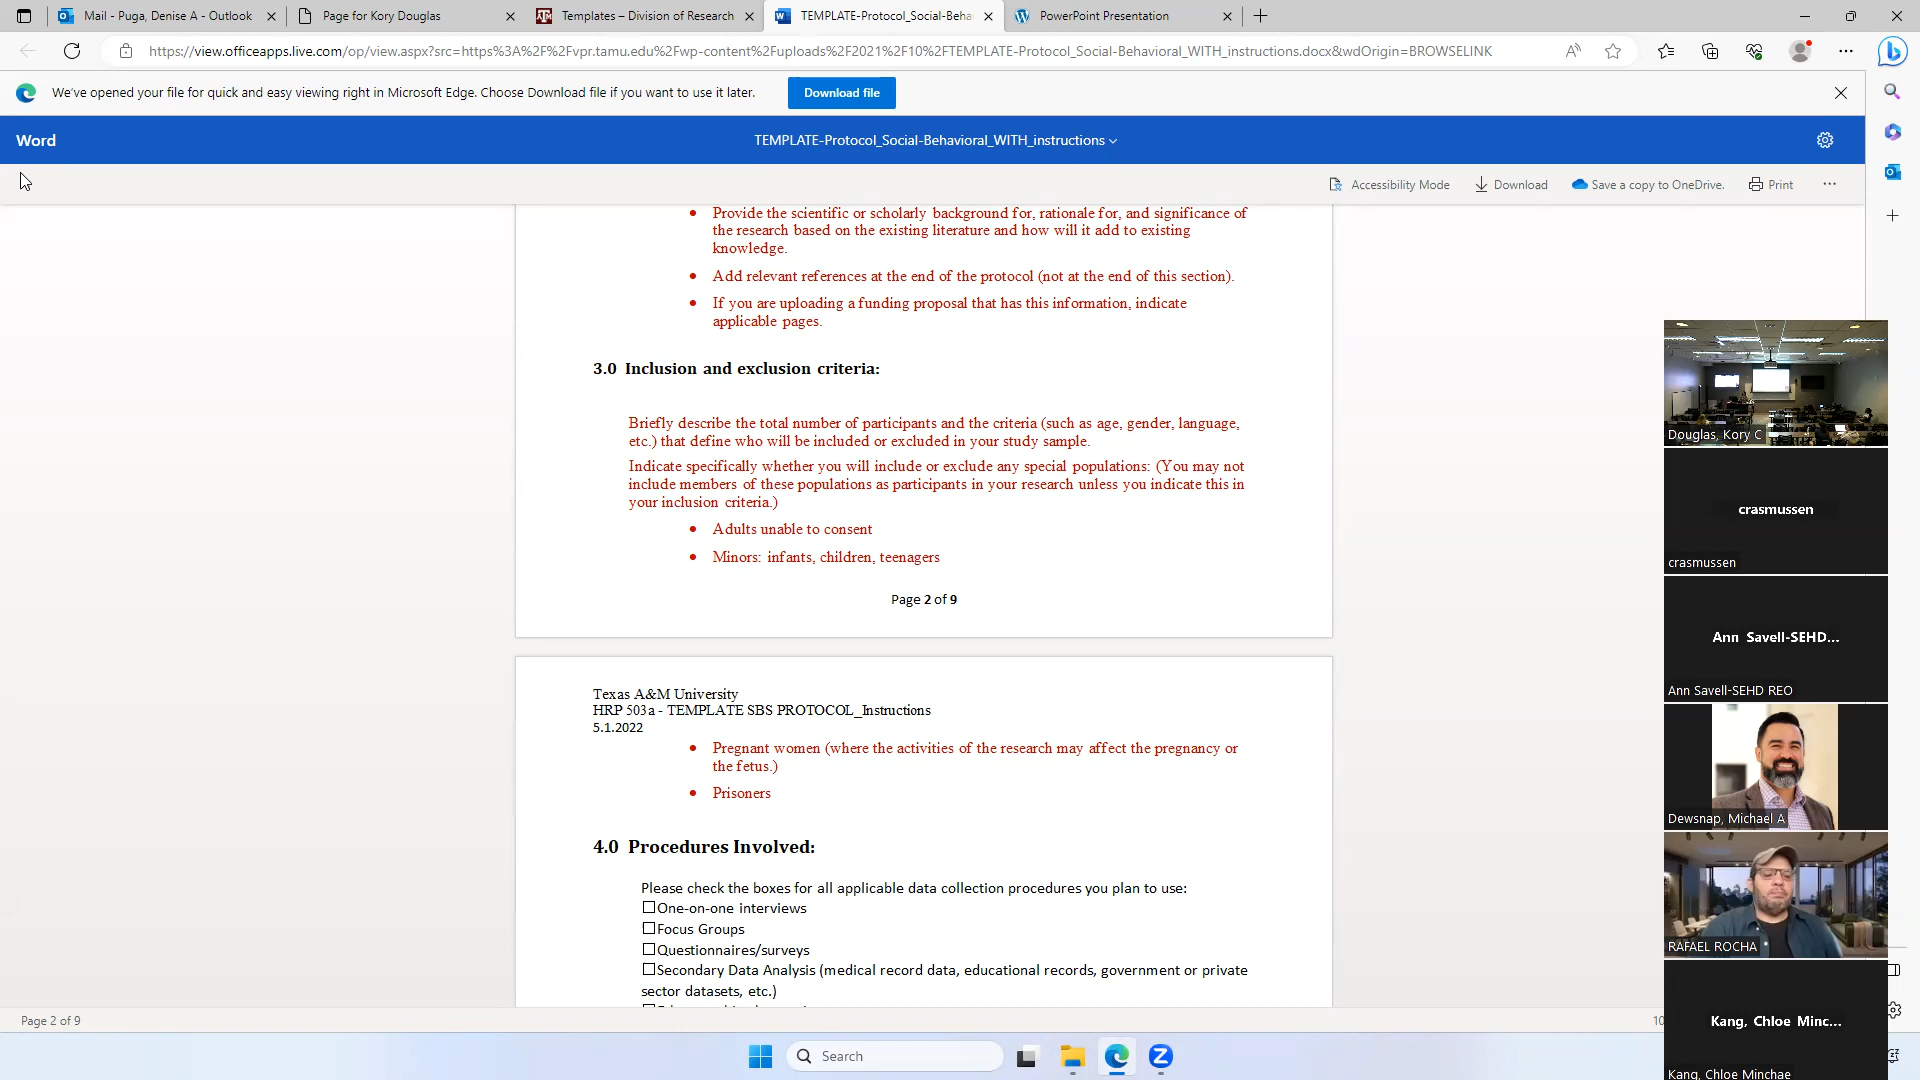 Mail - Puga, Denise A - Outlook
Page for Kory Douglas
Templates – Division of Research
TEMPLATE-Protocol_Social-Beha
PowerPoint Presentation
https://view.officeapps.live.com/op/view.aspx?src=https%3A%2F%2Fvpr.tamu.edu%2Fwp-content%2Fuploads%2F2021%2F10%2FTEMPLATE-Protocol_Social-Behavioral_WITH_instructions.docx&wdOrigin=BROWSELINK
We've opened your file for quick and easy viewing right in Microsoft Edge. Choose Download file if you want to use it later.
Download file
Word
TEMPLATE-Protocol_Social-Behavioral_WITH_instructions
Accessibility Mode
Download
Save a copy to OneDrive.
Print
• Provide the scientific or scholarly background for, rationale for, and significance of
the research based on the existing literature and how will it add to existing
knowledge.
• Add relevant references at the end of the protocol (not at the end of this section).
• If you are uploading a funding proposal that has this information, indicate
applicable pages.
3.0 Inclusion and exclusion criteria:
Briefly describe the total number of participants and the criteria (such as age, gender, language,
etc.) that define who will be included or excluded in your study sample.
Indicate specifically whether you will include or exclude any special populations: (You may not
include members of these populations as participants in your research unless you indicate this in
your inclusion criteria.)
• Adults unable to consent
• Minors: infants, children, teenagers
Page 2 of 9
Texas A&M University
HRP 503a - TEMPLATE SBS PROTOCOL_Instructions
5.1.2022
• Pregnant women (where the activities of the research may affect the pregnancy or
the fetus.)
• Prisoners
4.0 Procedures Involved:
Please check the boxes for all applicable data collection procedures you plan to use:
☐One-on-one interviews
☐Focus Groups
☐Questionnaires/surveys
☐Secondary Data Analysis (medical record data, educational records, government or private
sector datasets, etc.)
Page 2 of 9
10
Search
Douglas, Kory C
crasmussen
crasmussen
Ann Savell-SEHD...
Ann Savell-SEHD REO
Dewsnap, Michael A
RAFAEL ROCHA
Kang, Chloe Minc...
Kang, Chloe Minchae